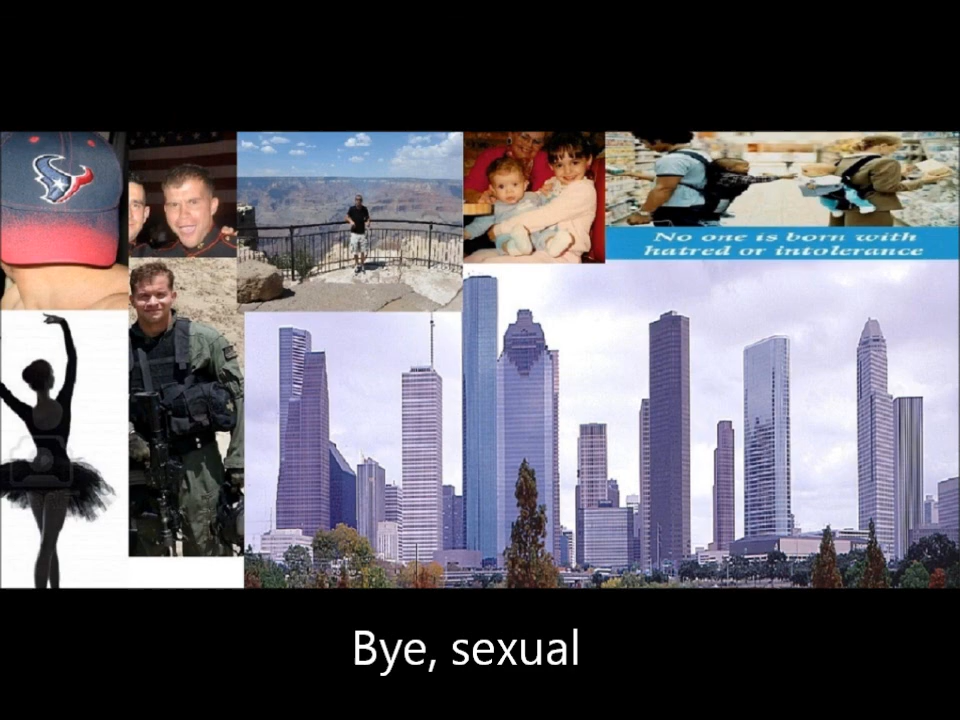 No one is born with
hatred or intolerance
Bye, sexual